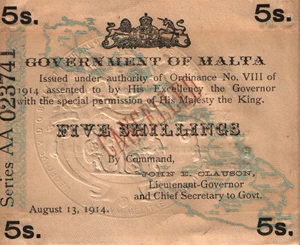 5s. 5s.
GOVERNMENT OF MALTA
Issued under authority of Ordinance No. VIII of
1914 assented to by His Excellency the Governor
with the special permission of His Majesty the King.
FIVE SHILLINGS
CANCELLED
By Command,
JOHN E. CLAUSON,
Lieutenant-Governor
and Chief Secretary to Govt.
August 13, 1914.
5s. 5s.
Series AA 023741